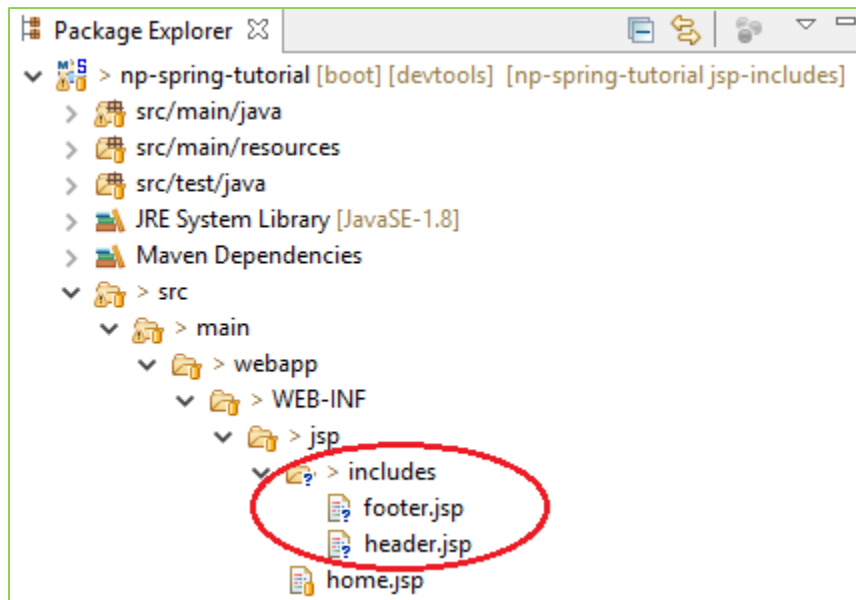 Package Explorer
> np-spring-tutorial [boot] [devtools] [np-spring-tutorial jsp-includes]
src/main/java
src/main/resources
src/test/java
JRE System Library [JavaSE-1.8]
Maven Dependencies
> src
> main
> webapp
> WEB-INF
> jsp
> includes
footer.jsp
header.jsp
home.jsp